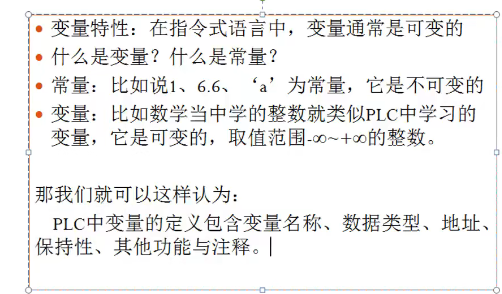 • 变量特性：在指令式语言中，变量通常是可变的
• 什么是变量？什么是常量？
• 常量：比如说1、6.6、‘a’为常量，它是不可变的
• 变量：比如数学当中学的整数就类似PLC中学习的
变量，它是可变的，取值范围-∞~+∞的整数。
那我们就可以这样认为：
PLC中变量的定义包含变量名称、数据类型、地址、
保持性、其他功能与注释。